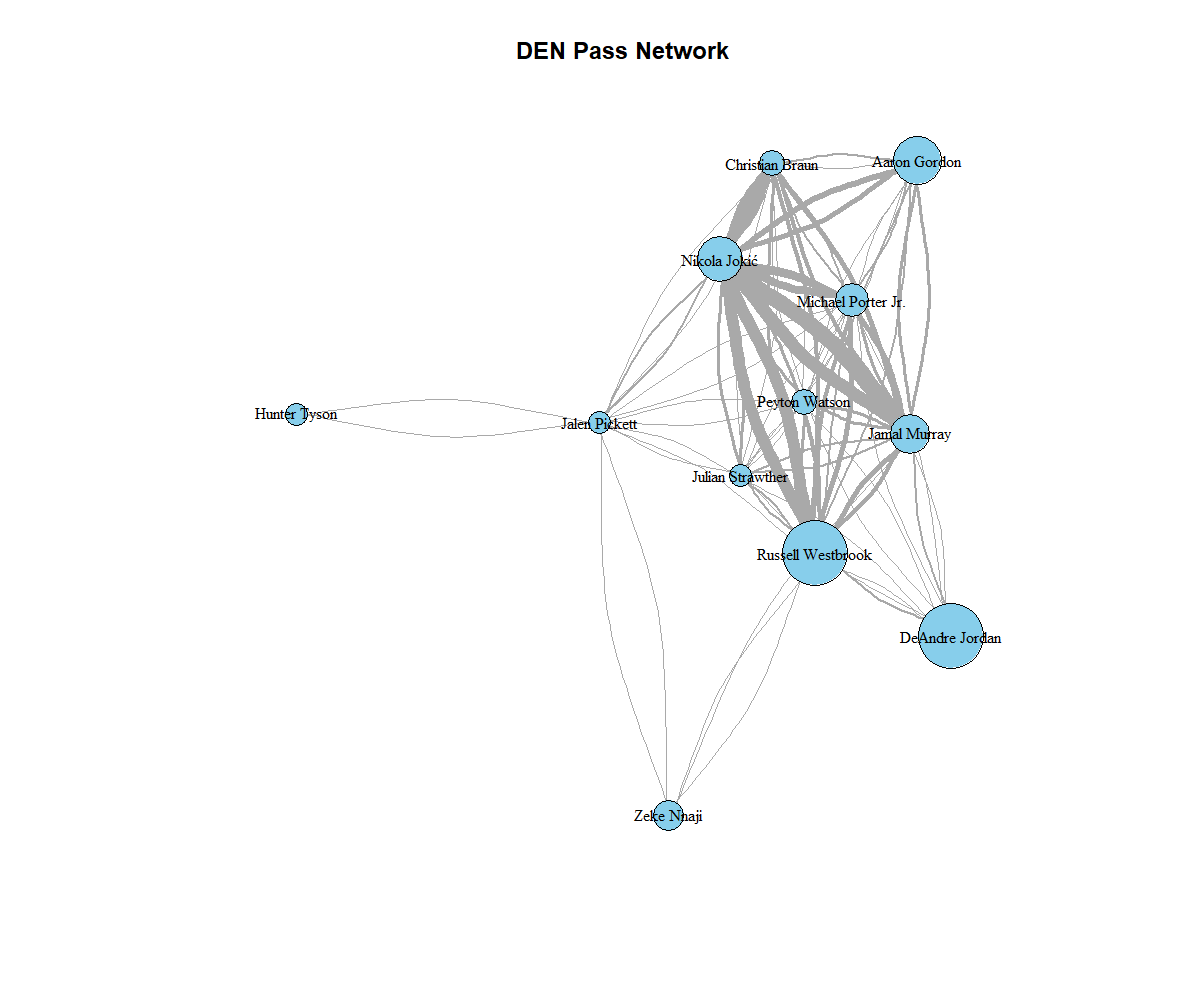 DEN Pass Network
Christian Braun
Aaron Gordon
Nikola Jokić
Michael Porter Jr.
Peyton Watson
Hunter Tyson
Jalen Pickett
Jamal Murray
Julian Strawther
Russell Westbrook
DeAndre Jordan
Zeke Nnaji